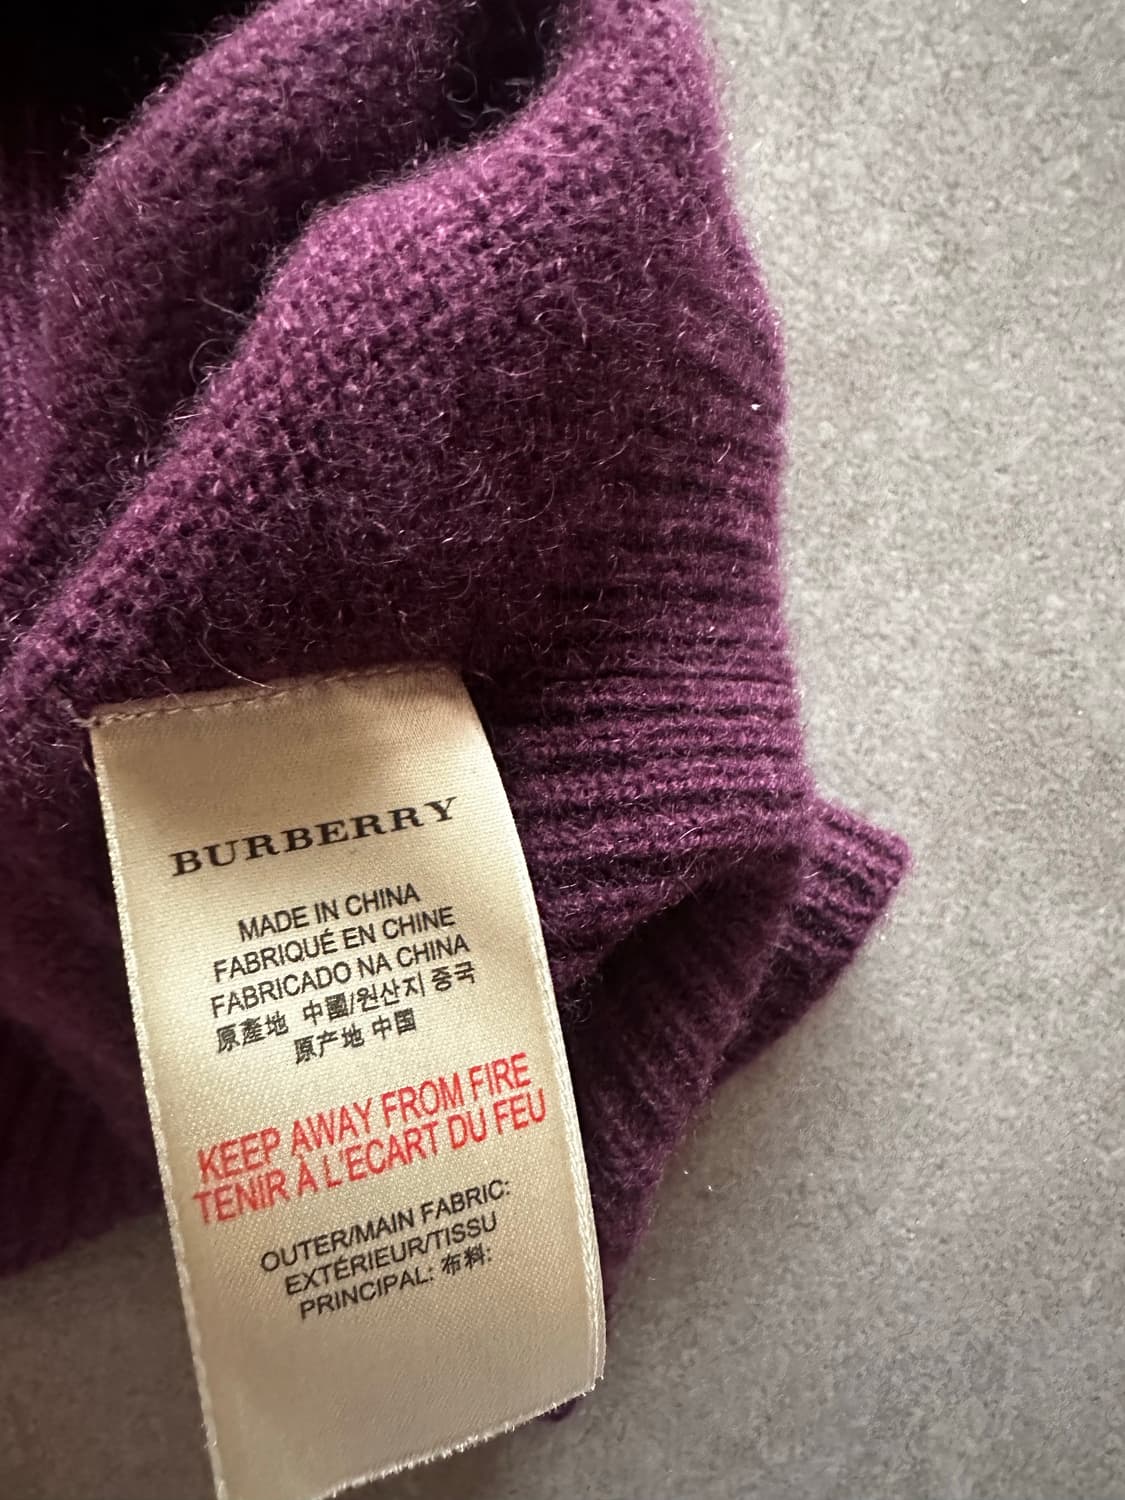 BURBERRY
MADE IN CHINA
FABRIQUÉ EN CHINE
FABRICADO NA CHINA
原產地 中國/원산지 중국
原产地 中国
KEEP AWAY FROM FIRE
TENIR À L'ECART DU FEU
OUTER/MAIN FABRIC:
EXTÉRIEUR/TISSU
PRINCIPAL: 布料: